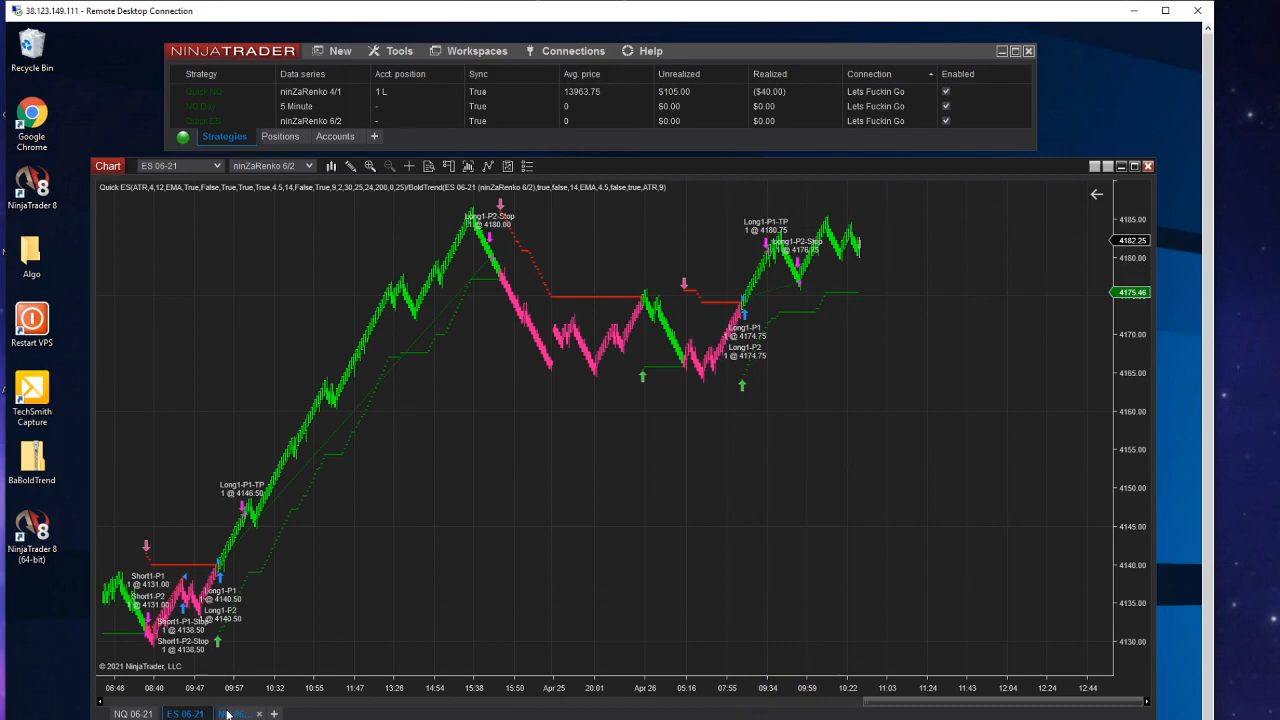 38.123.149.111 - Remote Desktop Connection
Recycle Bin
Google
Chrome
NinjaTrader 8
Algo
Restart VPS
TechSmith
Capture
BaBoldTrend
NinjaTrader 8
(64-bit)
NINJATRADER New Tools Workspaces Connections Help
Strategy Data series Acct. position Sync Avg. price Unrealized Realized Connection Enabled
Quick NQ ninZaRenko 4/1 1 L True 13963.75 $105.00 ($40.00) Lets Fuckin Go
NQ Day 5 Minute - True 0 $0.00 $0.00 Lets Fuckin Go
Quick ES ninZaRenko 6/2 - True 0 $0.00 $0.00 Lets Fuckin Go
Strategies Positions Accounts +
Chart ES 06-21 ninZaRenko 6/2
Quick ES(ATR,4,12,EMA,True,False,True,True,True,4.5,14,False,True,9,2,30,25,24,200,0,25)/BoldTrend(ES 06-21 (ninZaRenko 6/2),true,false,14,EMA,4.5,false,true,ATR,9)
Long1-P2-Stop
1 @ 4180.00
Long1-P1-TP
1 @ 4180.75
Long1-P2-Stop
1 @ 4176.75
Long1-P1
1 @ 4174.75
Long1-P2
1 @ 4174.75
Long1-P1-TP
1 @ 4146.50
Short1-P1
1 @ 4131.00
Short1-P2
1 @ 4131.00
Short1-P1-Stop
1 @ 4138.50
Short1-P2-Stop
1 @ 4138.50
Long1-P1
1 @ 4140.50
Long1-P2
1 @ 4140.50
4185.00
4182.25
4180.00
4175.46
4170.00
4165.00
4160.00
4155.00
4150.00
4145.00
4140.00
4135.00
4130.00
© 2021 NinjaTrader, LLC
06:46 08:40 09:47 09:57 10:32 10:55 11:47 13:26 14:54 15:38 15:50 Apr 25 20:01 Apr 26 05:16 07:55 09:34 09:59 10:22 11:03 11:43 12:04 12:24 12:44
NQ 06-21 ES 06-21 +